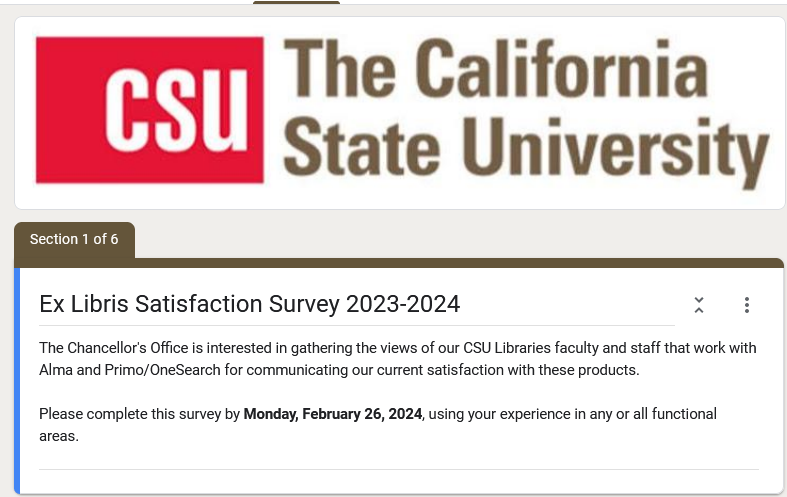 CSU
The California
State University
Section 1 of 6
Ex Libris Satisfaction Survey 2023-2024
The Chancellor's Office is interested in gathering the views of our CSU Libraries faculty and staff that work with
Alma and Primo/OneSearch for communicating our current satisfaction with these products.
Please complete this survey by Monday, February 26, 2024, using your experience in any or all functional
areas.